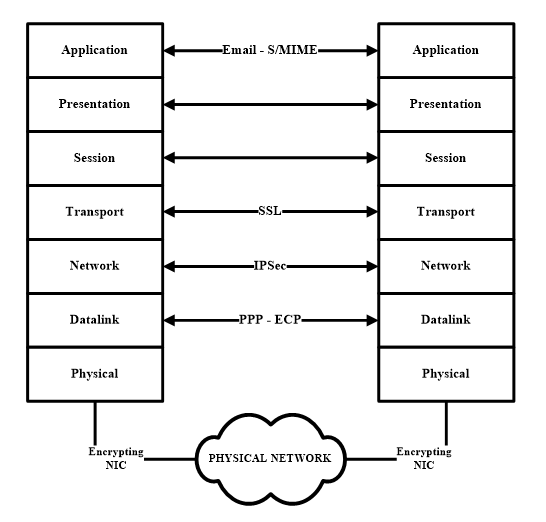 Application Email - S/MIME Application
Presentation Presentation
Session Session
Transport SSL Transport
Network IPSec Network
Datalink PPP - ECP Datalink
Physical Physical
Encrypting NIC PHYSICAL NETWORK Encrypting NIC